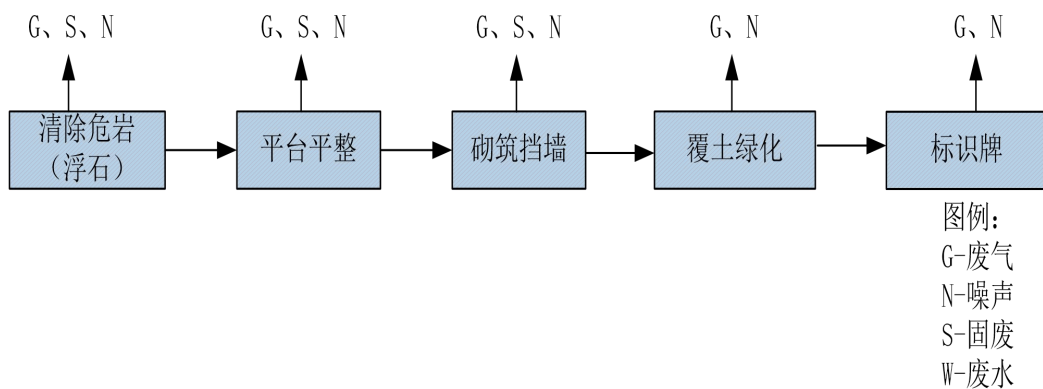 G、S、N
G、S、N
G、S、N
G、N
G、N
清除危岩
(浮石)
平台平整
砌筑挡墙
覆土绿化
标识牌
图例：
G-废气
N-噪声
S-固废
W-废水